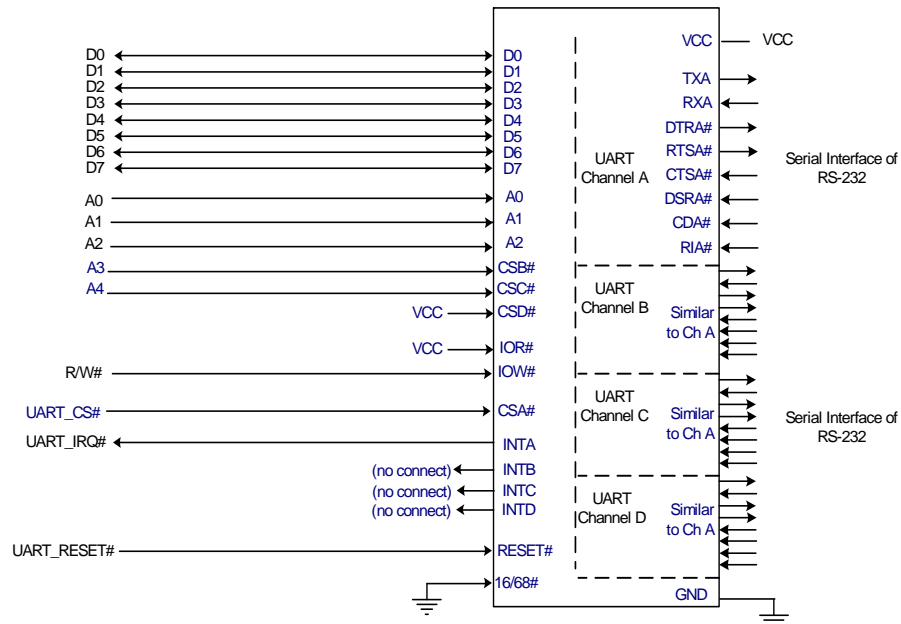 VCC VCC
D0 D0
D1 D1
D2 D2
D3 D3
D4 D4
D5 D5
D6 D6
D7 D7
A0 A0
A1 A1
A2 A2
A3 CSB#
A4 CSC#
VCC CSD#
VCC IOR#
R/W# IOW#
UART_CS# CSA#
UART_IRQ# INTA
(no connect) INTB
(no connect) INTC
(no connect) INTD
UART_RESET# RESET#
16/68#
UART
Channel A
TXA
RXA
DTRA#
RTSA#
CTSA#
DSRA#
CDA#
RIA#
Serial Interface of
RS-232
UART
Channel B
Similar
to Ch A
UART
Channel C
Similar
to Ch A
Serial Interface of
RS-232
UART
Channel D
Similar
to Ch A
GND